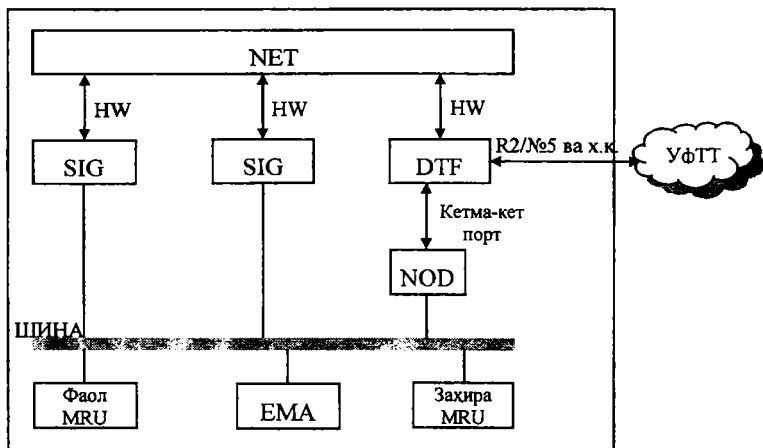 NET
HW
HW
HW
SIG
SIG
DTF
R2/№5 ва х.к.
УфТТ
Кетма-кет
порт
NOD
ШИНА
Фаол
MRU
EMA
Заҳира
MRU